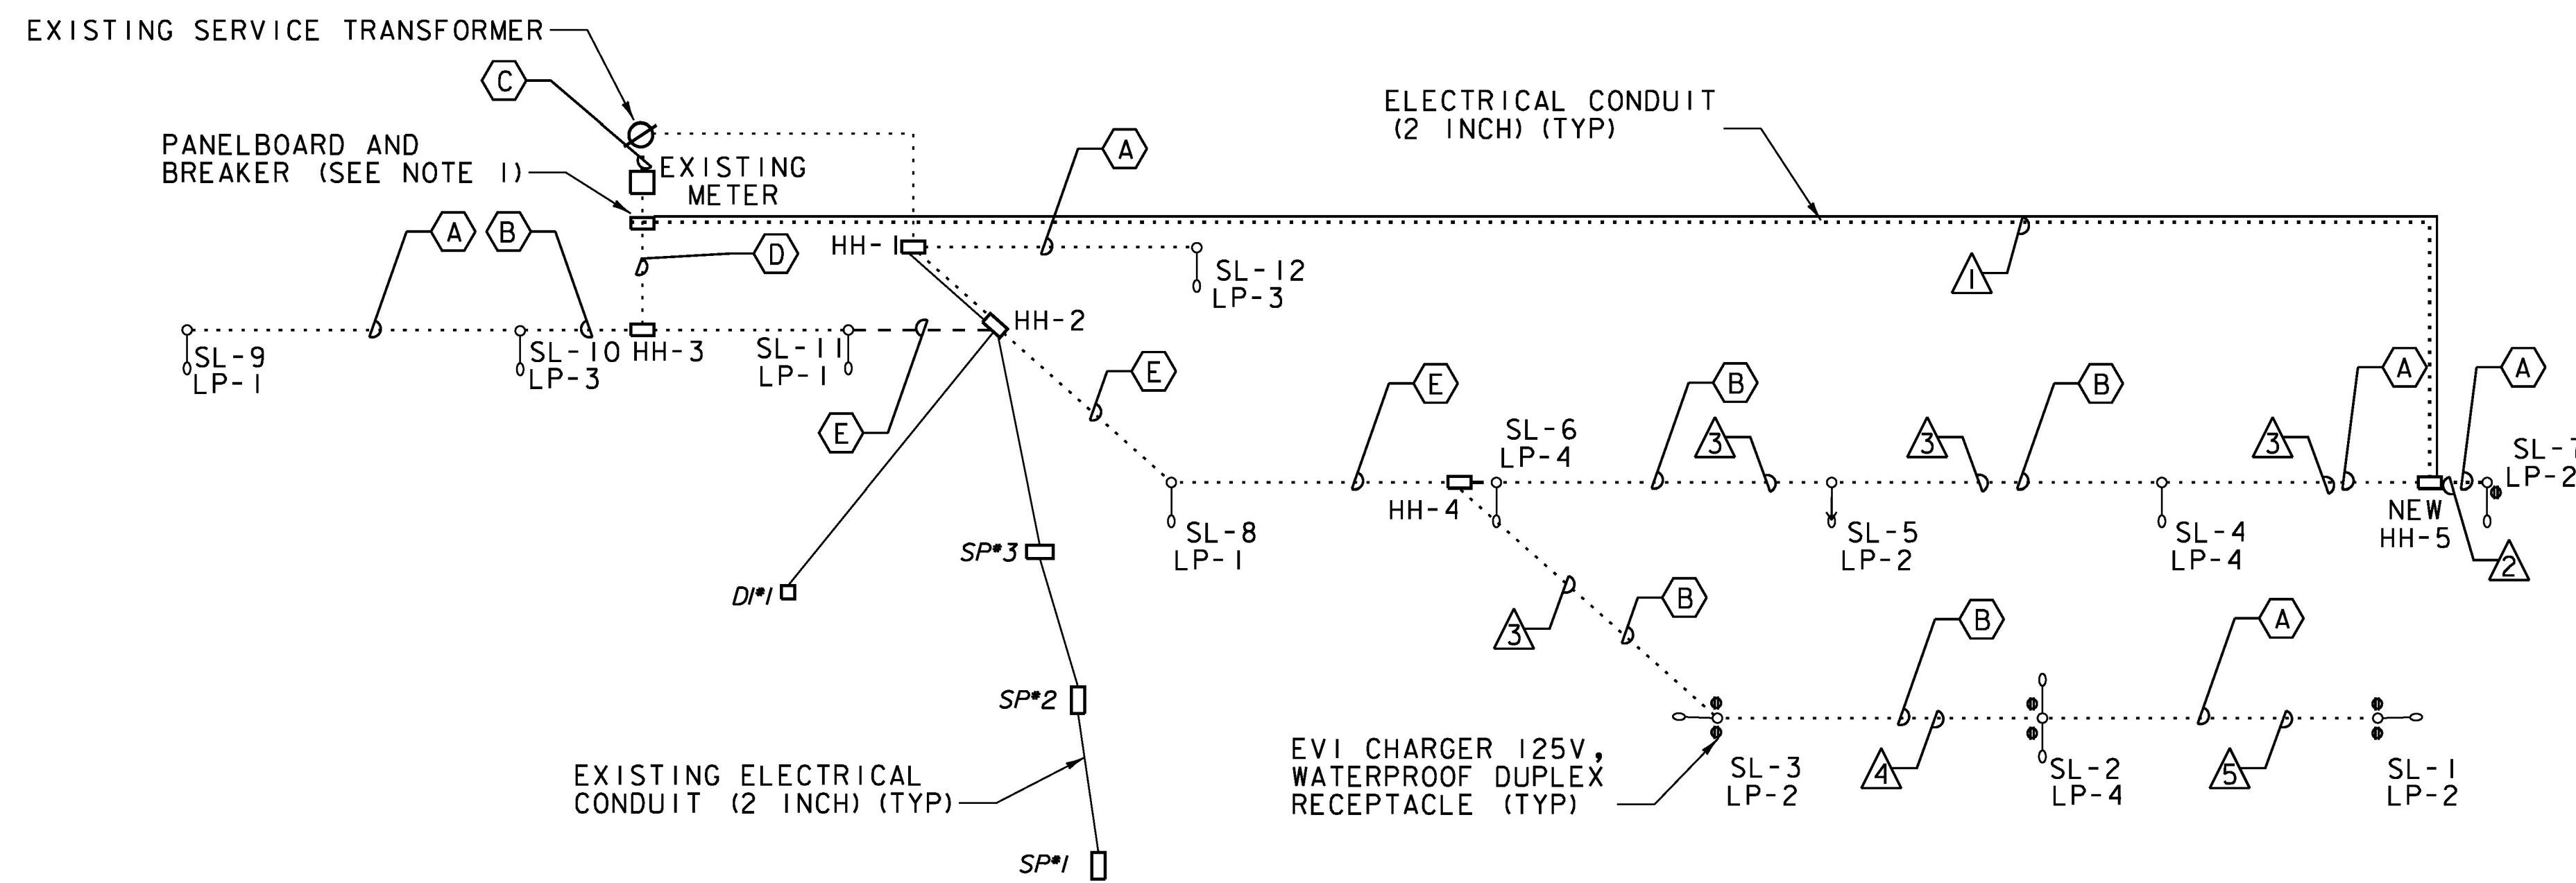 EXISTING SERVICE TRANSFORMER
C
ELECTRICAL CONDUIT
(2 INCH) (TYP)
PANELBOARD AND
BREAKER (SEE NOTE 1)
EXISTING
METER
A
A
B
D
HH-1
SL-12
LP-3
1
HH-2
SL-9
LP-1
SL-10
LP-3
HH-3
SL-11
LP-1
E
E
E
B
B
A
A
SL-6
LP-4
3
3
3
SL-7
LP-2
HH-4
SL-8
LP-1
SL-5
LP-2
SL-4
LP-4
NEW
HH-5
2
SP#3
DI#1
3
B
B
A
SP#2
EXISTING ELECTRICAL
CONDUIT (2 INCH) (TYP)
EVI CHARGER 125V,
WATERPROOF DUPLEX
RECEPTACLE (TYP)
SL-3
LP-2
4
SL-2
LP-4
5
SL-1
LP-2
SP#1